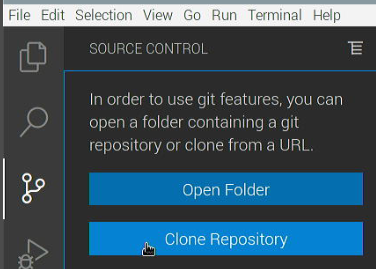 File Edit Selection View Go Run Terminal Help
SOURCE CONTROL
In order to use git features, you can
open a folder containing a git
repository or clone from a URL.
Open Folder
Clone Repository